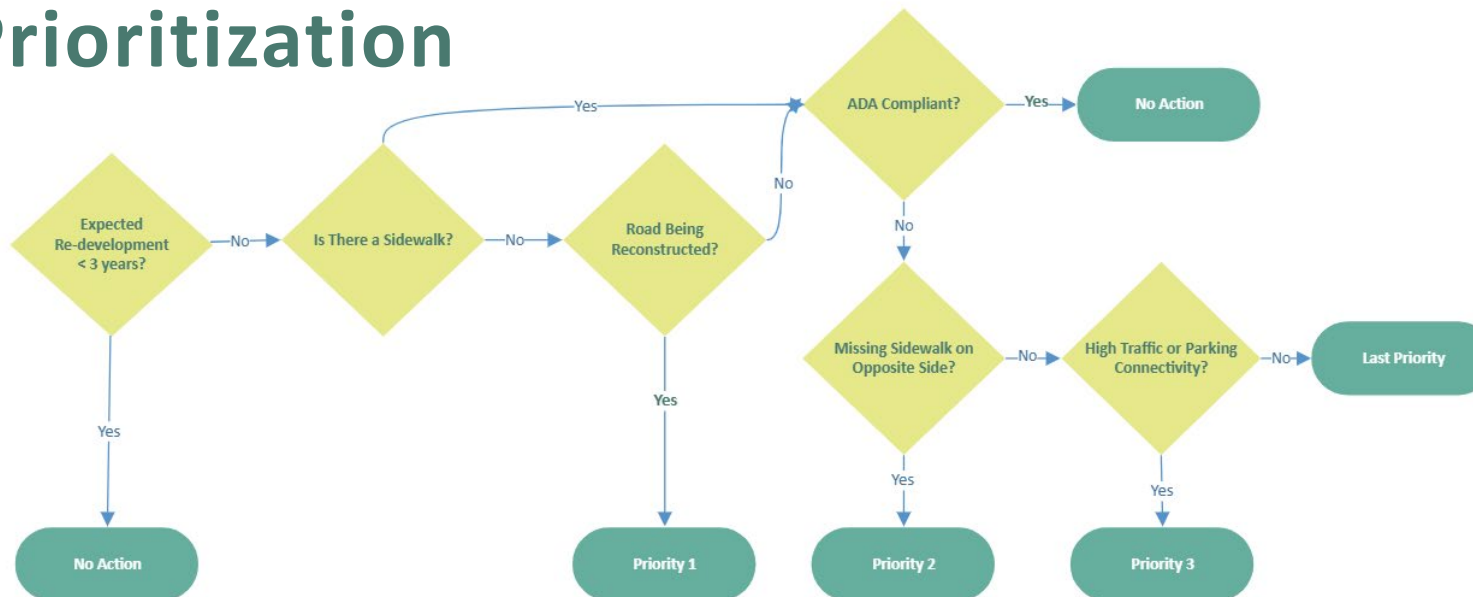 Prioritization
Yes
ADA Compliant?
Yes
No Action
Expected
Re-development
< 3 years?
No
Is There a Sidewalk?
No
Road Being
Reconstructed?
No
No
Missing Sidewalk on
Opposite Side?
No
High Traffic or Parking
Connectivity?
No
Last Priority
Yes
Yes
Yes
Yes
No Action
Priority 1
Priority 2
Priority 3